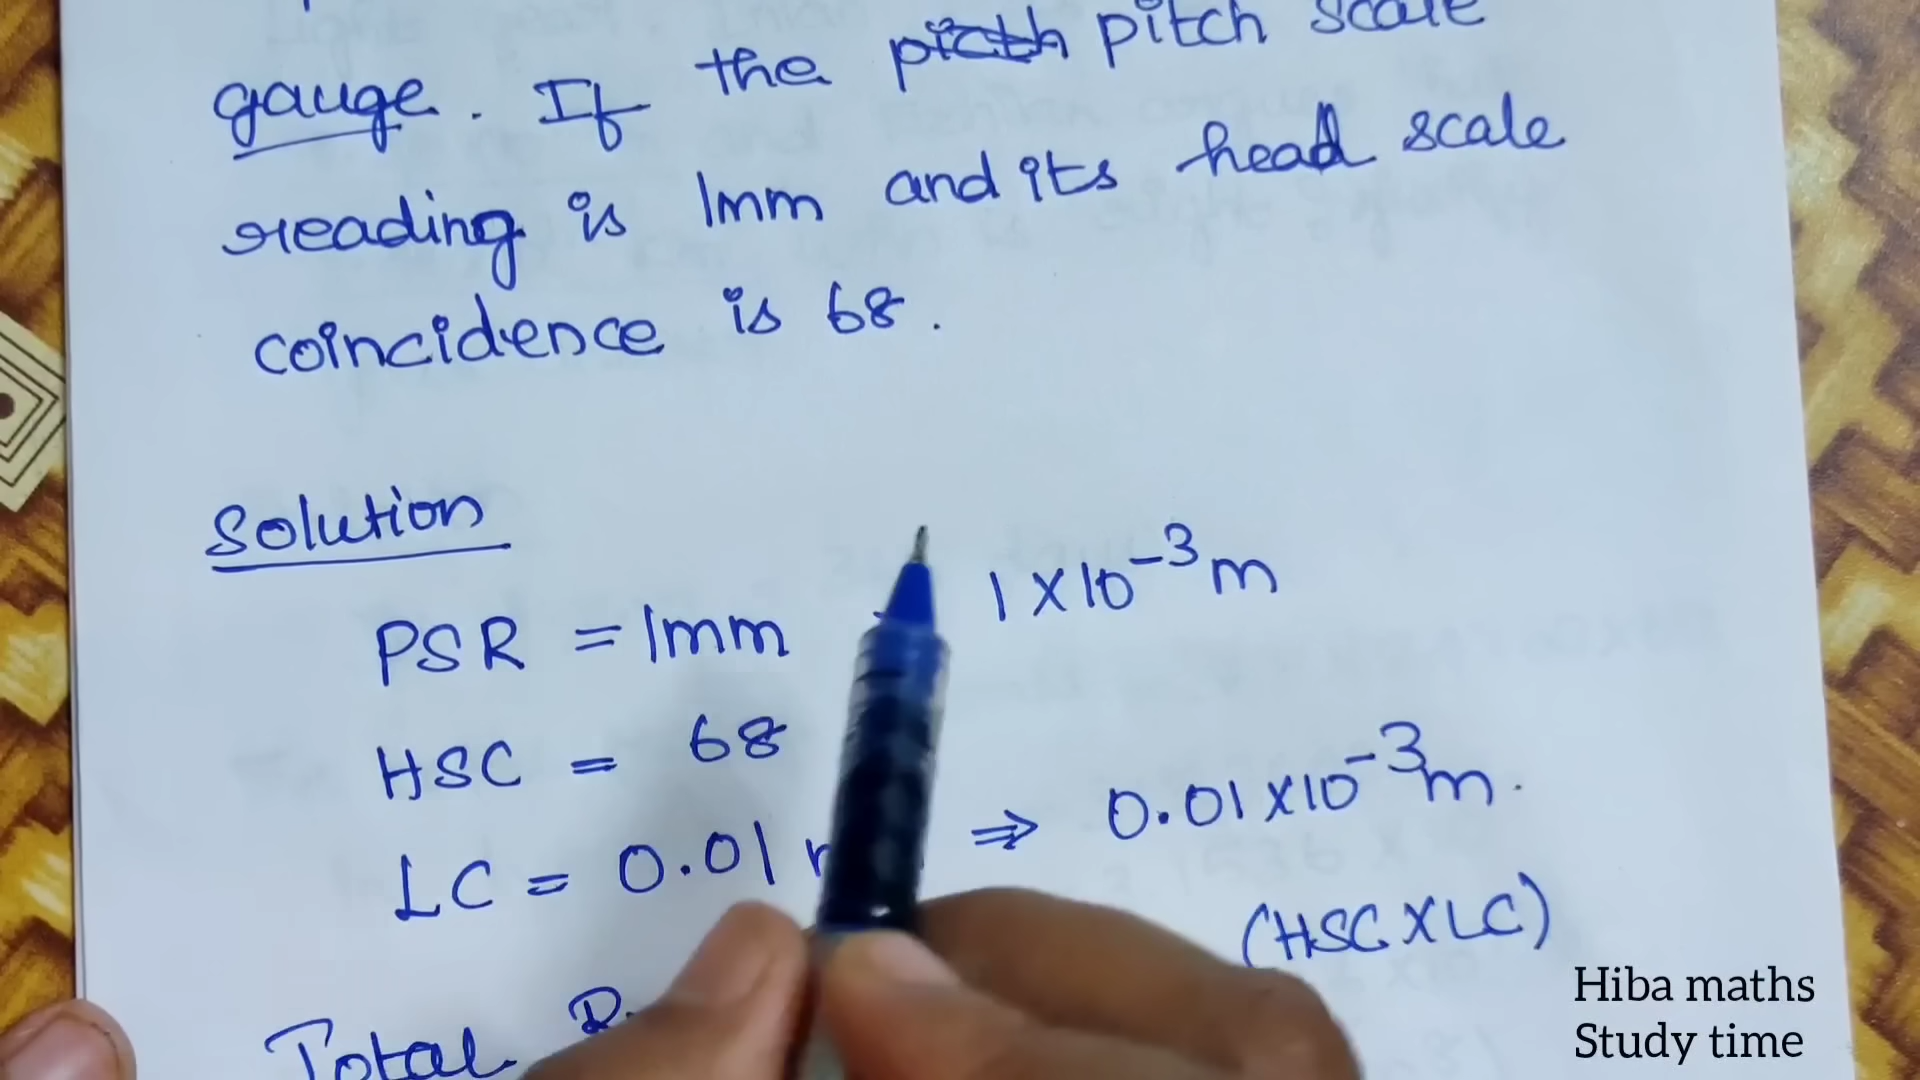 pitch scale
gauge. If the pitch
reading is 1mm and its head scale
coincidence is 68.
Solution
PSR = 1mm 1×10⁻³m
HSC = 68
LC = 0.01 ⇒ 0.01×10⁻³m.
(HSC×LC)
Total
Hiba maths
Study time